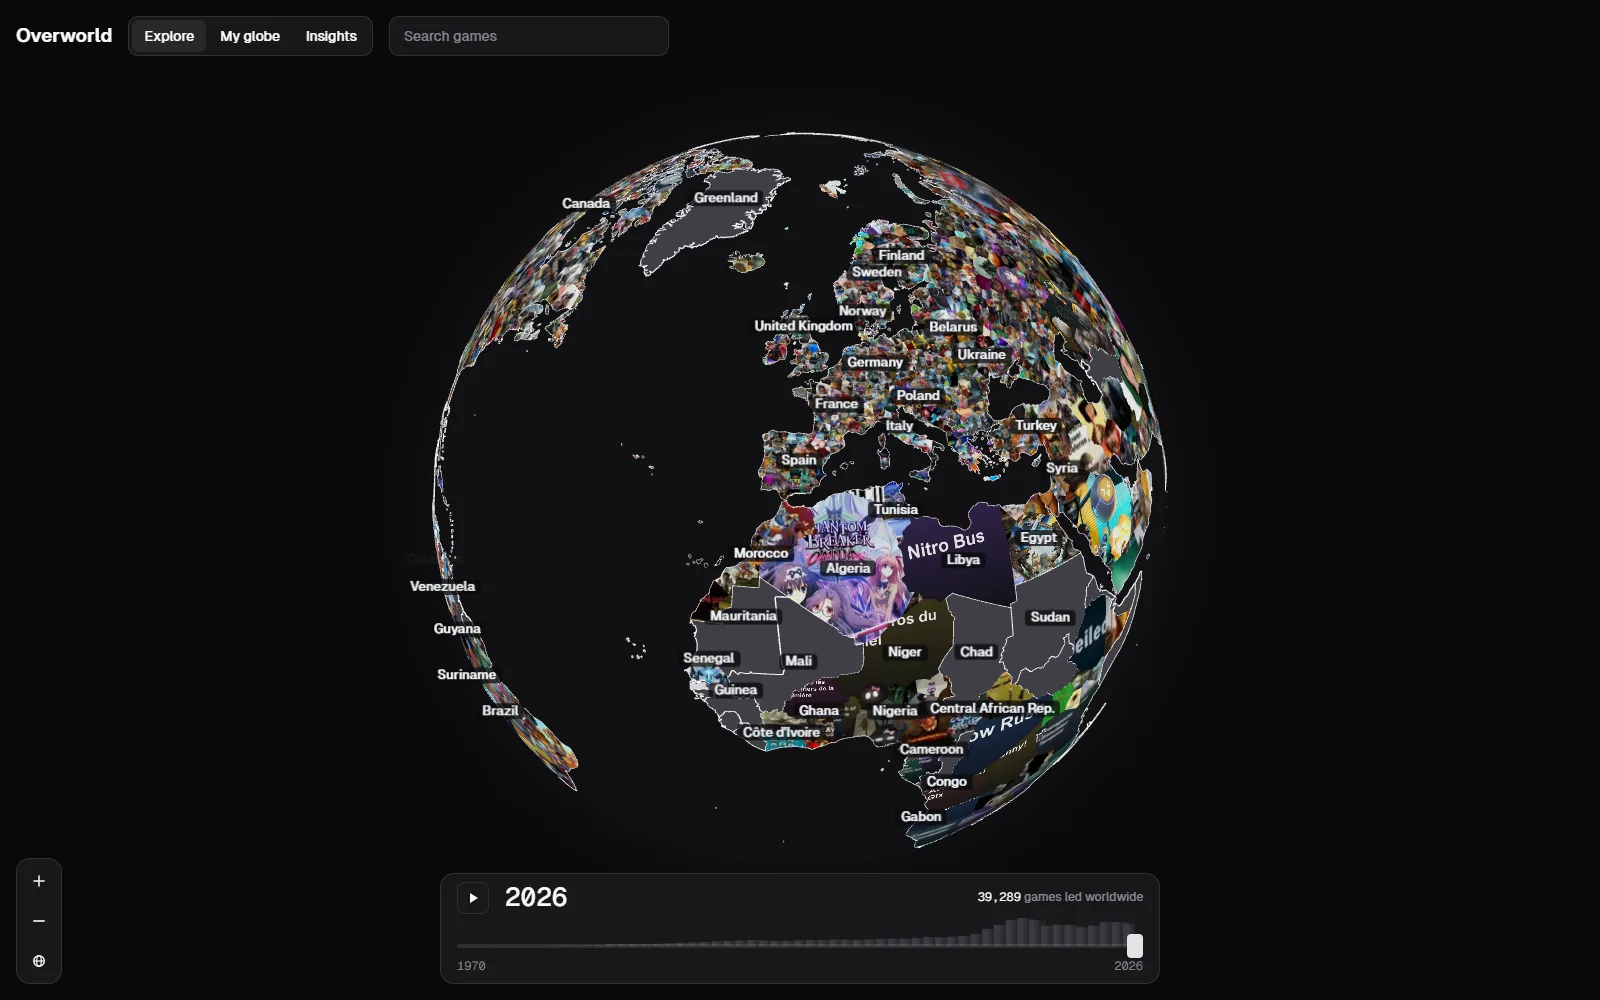 Overworld
Explore
My globe
Insights
Search games
Canada
Greenland
Finland
Sweden
Norway
United Kingdom
Belarus
Ukraine
Germany
Poland
France
Italy
Turkey
Spain
Syria
Tunisia
Egypt
Nitro Bus
Libya
Morocco
Algeria
Venezuela
Mauritania
Sudan
Guyana
Niger
Chad
Senegal
Mali
Suriname
Guinea
Brazil
Ghana
Nigeria
Central African Rep.
Côte d'Ivoire
Cameroon
Congo
Gabon
2026
39,289 games led worldwide
1970
2026